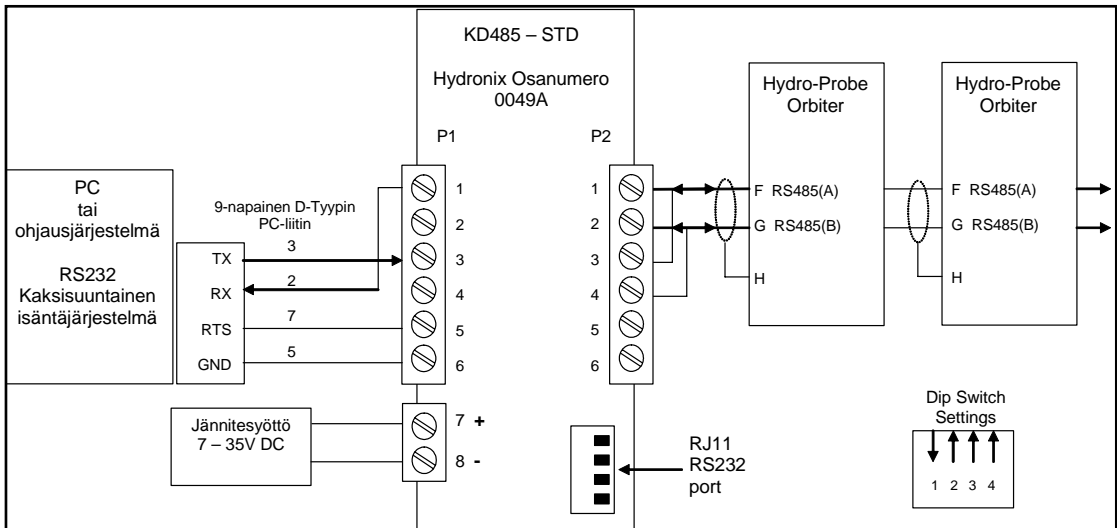 KD485 – STD
Hydronix Osanumero
0049A
P1
P2
PC
tai
ohjausjärjestelmä
RS232
Kaksisuuntainen
isäntäjärjestelmä
9-napainen D-Tyypin
PC-liitin
TX
3
RX
2
RTS
7
GND
5
1
2
3
4
5
6
7 +
8 -
Jännitesyöttö
7 – 35V DC
1
2
3
4
5
6
RJ11
RS232
port
Hydro-Probe
Orbiter
F RS485(A)
G RS485(B)
H
Hydro-Probe
Orbiter
F RS485(A)
G RS485(B)
H
Dip Switch
Settings
1 2 3 4